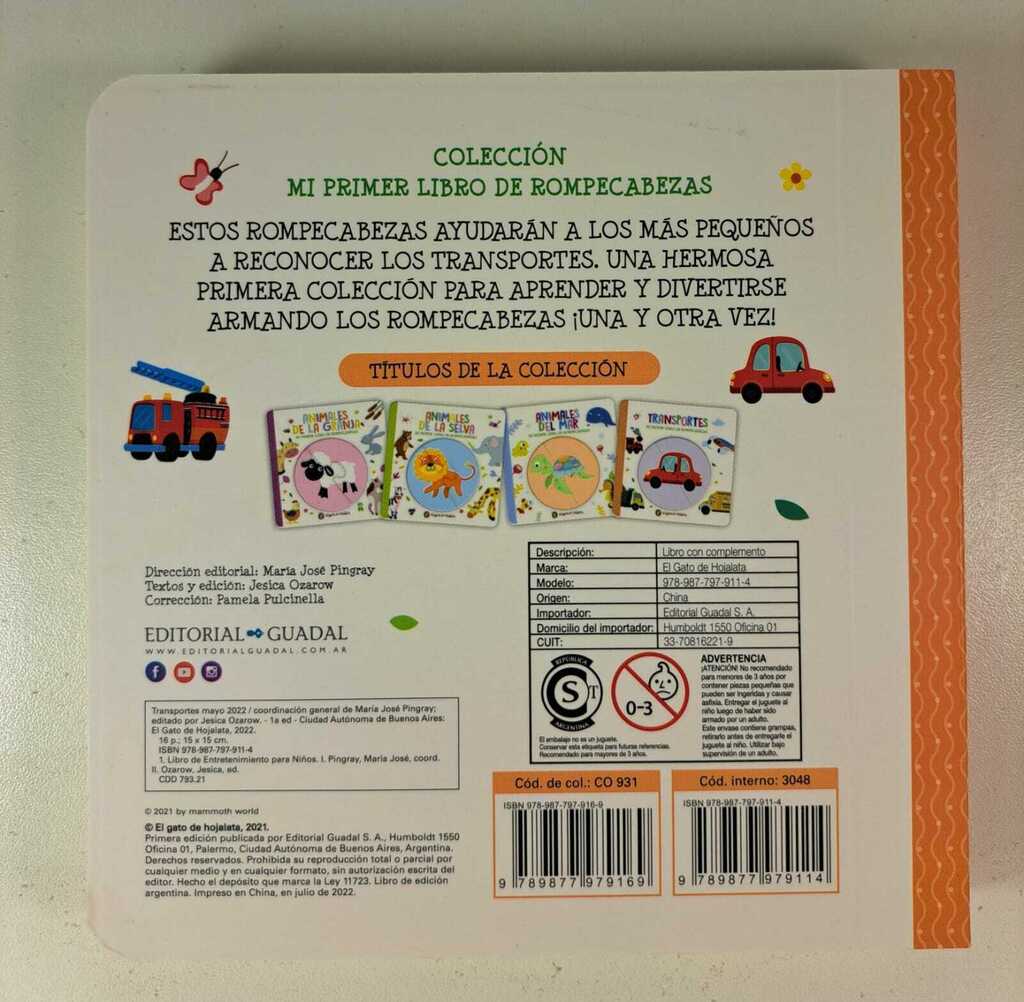 COLECCIÓN
MI PRIMER LIBRO DE ROMPECABEZAS
ESTOS ROMPECABEZAS AYUDARÁN A LOS MÁS PEQUEÑOS
A RECONOCER LOS TRANSPORTES. UNA HERMOSA
PRIMERA COLECCIÓN PARA APRENDER Y DIVERTIRSE
ARMANDO LOS ROMPECABEZAS ¡UNA Y OTRA VEZ!
TÍTULOS DE LA COLECCIÓN
ANIMALES
DE LA GRANJA
ANIMALES
DE LA SELVA
ANIMALES
DEL MAR
TRANSPORTES
Dirección editorial: María José Pingray
Textos y edición: Jesica Ozarow
Corrección: Pamela Pulcinella
EDITORIAL GUADAL
WWW.EDITORIALGUADAL.COM.AR
Transportes mayo 2022 / coordinación general de María José Pingray;
editado por Jesica Ozarow. - 1a ed - Ciudad Autónoma de Buenos Aires:
El Gato de Hojalata, 2022.
16 p.; 15 x 15 cm.
ISBN 978-987-797-911-4
1. Libro de Entretenimiento para Niños. I. Pingray, María José, coord.
II. Ozarow, Jesica, ed.
CDD 793.21
© 2021 by mammoth world
© El gato de hojalata, 2021.
Primera edición publicada por Editorial Guadal S. A., Humboldt 1550
Oficina 01, Palermo, Ciudad Autónoma de Buenos Aires, Argentina.
Derechos reservados. Prohibida su reproducción total o parcial por
cualquier medio y en cualquier formato, sin autorización escrita del
editor. Hecho el depósito que marca la Ley 11723. Libro de edición
argentina. Impreso en China, en julio de 2022.
Descripción: Libro con complemento
Marca: El Gato de Hojalata
Modelo: 978-987-797-911-4
Origen: China
Importador: Editorial Guadal S. A.
Domicilio del importador: Humboldt 1550 Oficina 01
CUIT: 33-70816221-9
REPÚBLICA
S T
ARGENTINA
0-3
El embalaje no es un juguete.
Conservar esta etiqueta para futuras referencias.
Recomendado para mayores de 3 años.
ADVERTENCIA
¡ATENCIÓN! No recomendado
para menores de 3 años por
contener piezas pequeñas que
pueden ser ingeridas y causar
asfixia. Entregar el juguete al
niño luego de haber sido
armado por un adulto.
Este envase contiene grampas,
retirarlo antes de entregarle el
juguete al niño. Utilizar bajo
supervisión de un adulto.
Cód. de col.: CO 931
ISBN 978-987-797-916-9
9 789877 979169
Cód. interno: 3048
ISBN 978-987-797-911-4
9 789877 979114